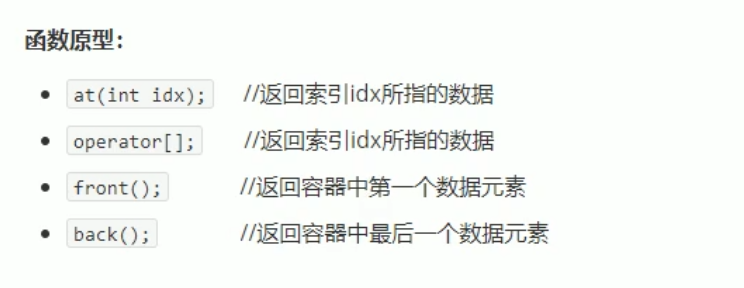 函数原型：
• at(int idx); //返回索引idx所指的数据
• operator[]; //返回索引idx所指的数据
• front(); //返回容器中第一个数据元素
• back(); //返回容器中最后一个数据元素